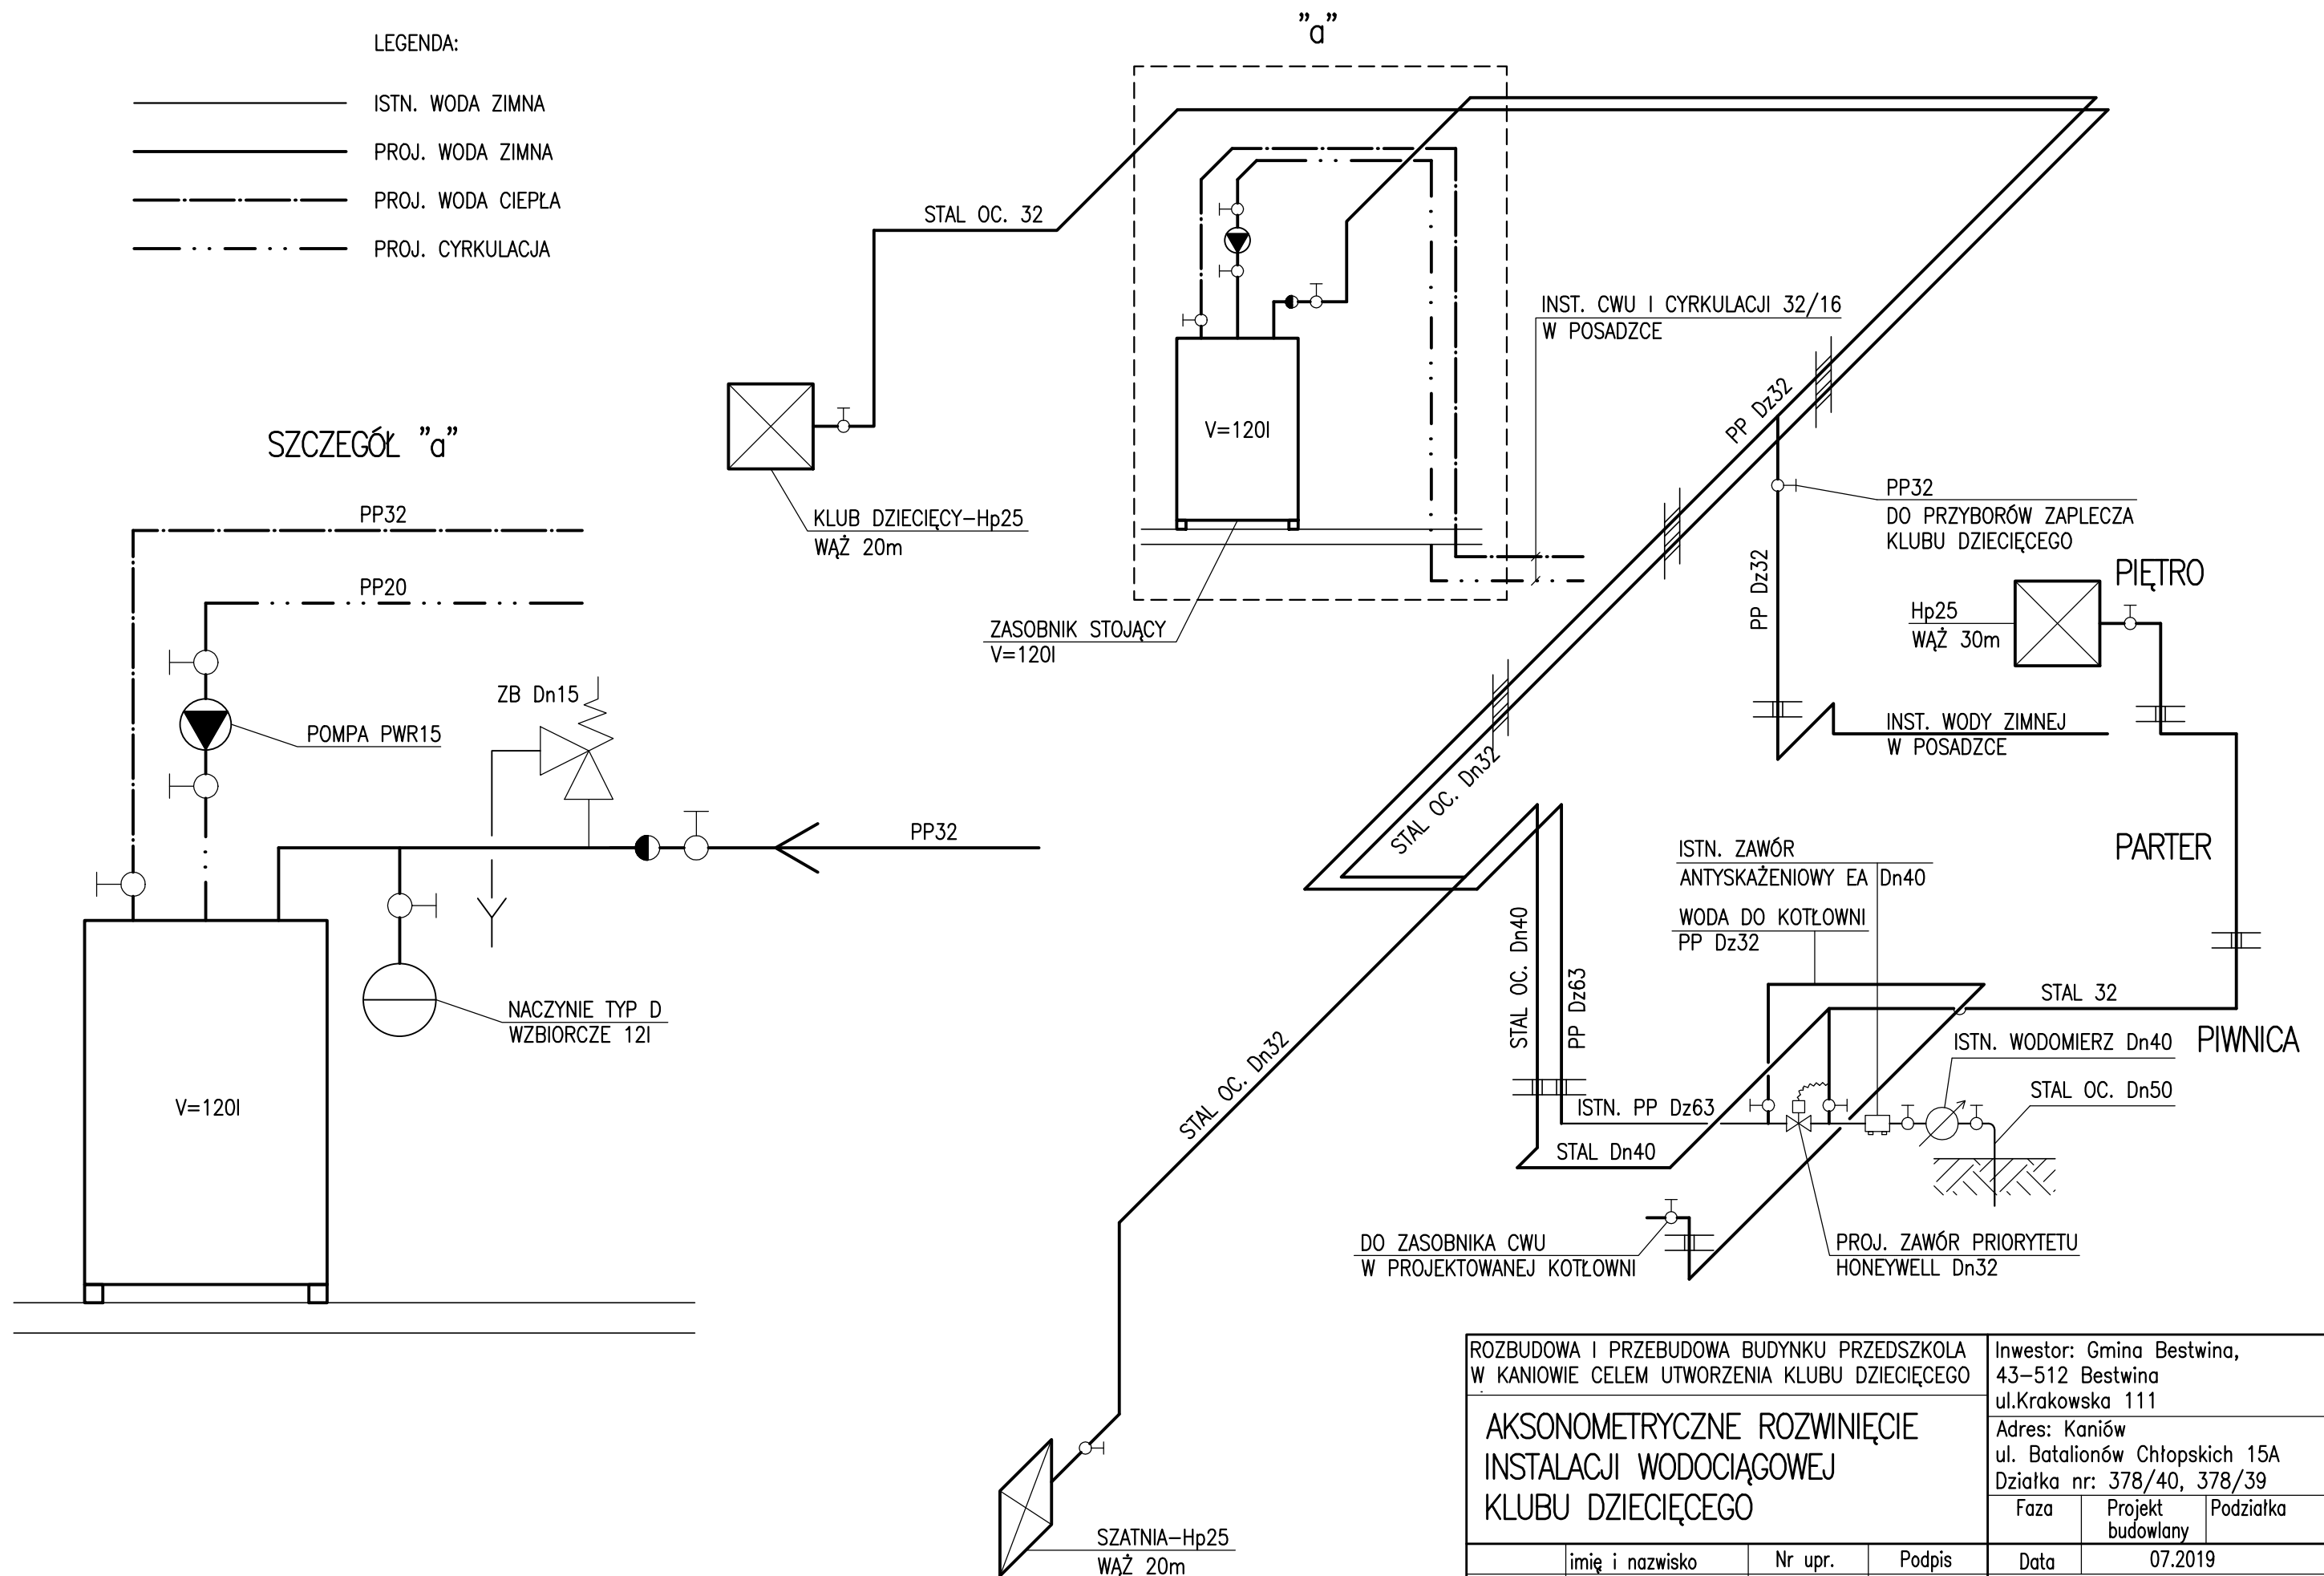 LEGENDA:
ISTN. WODA ZIMNA
PROJ. WODA ZIMNA
PROJ. WODA CIEPŁA
PROJ. CYRKULACJA
"a"
STAL OC. 32
V=120l
INST. CWU I CYRKULACJI 32/16
W POSADZCE
KLUB DZIECIĘCY-Hp25
WĄŻ 20m
ZASOBNIK STOJĄCY
V=120l
PP Dz32
PP32
DO PRZYBORÓW ZAPLECZA
KLUBU DZIECIĘCEGO
PP Dz32
PIĘTRO
Hp25
WĄŻ 30m
INST. WODY ZIMNEJ
W POSADZCE
SZCZEGÓŁ "a"
PP32
PP20
ZB Dn15
POMPA PWR15
PP32
NACZYNIE TYP D
WZBIORCZE 12l
V=120l
STAL OC. Dn32
PARTER
ISTN. ZAWÓR
ANTYSKAŻENIOWY EA Dn40
WODA DO KOTŁOWNI
PP Dz32
STAL OC. Dn40
PP Dz63
STAL 32
PIWNICA
ISTN. WODOMIERZ Dn40
STAL OC. Dn50
ISTN. PP Dz63
STAL Dn40
STAL OC. Dn32
DO ZASOBNIKA CWU
W PROJEKTOWANEJ KOTŁOWNI
PROJ. ZAWÓR PRIORYTETU
HONEYWELL Dn32
SZATNIA-Hp25
WĄŻ 20m
ROZBUDOWA I PRZEBUDOWA BUDYNKU PRZEDSZKOLA
W KANIOWIE CELEM UTWORZENIA KLUBU DZIECIĘCEGO
AKSONOMETRYCZNE ROZWINIĘCIE
INSTALACJI WODOCIĄGOWEJ
KLUBU DZIECIĘCEGO
Inwestor: Gmina Bestwina,
43-512 Bestwina
ul.Krakowska 111
Adres: Kaniów
ul. Batalionów Chłopskich 15A
Działka nr: 378/40, 378/39
Faza
Projekt
budowlany
Podziałka
imię i nazwisko
Nr upr.
Podpis
Data
07.2019